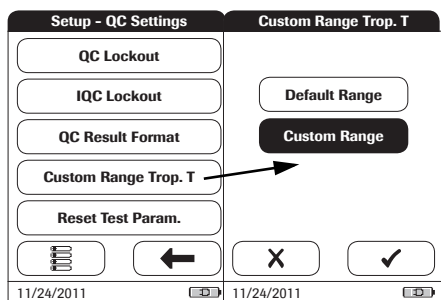 Setup - QC Settings
QC Lockout
IQC Lockout
QC Result Format
Custom Range Trop. T
Reset Test Param.
11/24/2011
Custom Range Trop. T
Default Range
Custom Range
11/24/2011